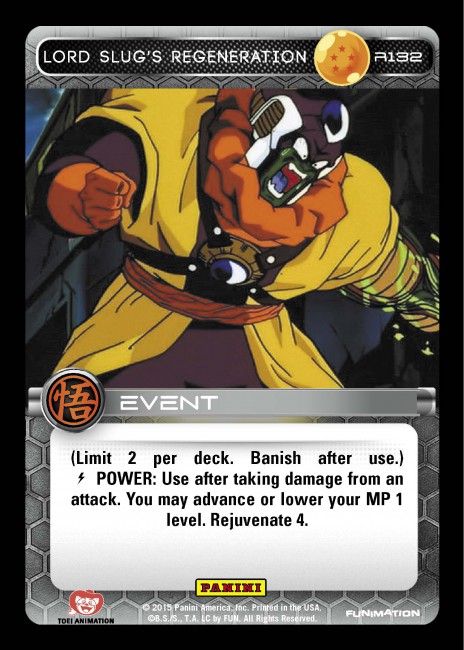 LORD SLUG'S REGENERATION R132
悟 EVENT
(Limit 2 per deck. Banish after use.)
POWER: Use after taking damage from an
attack. You may advance or lower your MP 1
level. Rejuvenate 4.
PANINI
© 2015 Panini America, Inc. Printed in the USA.
©B.S./S., T.A. LC by FUN. All Rights Reserved.
TOEI ANIMATION
FUNIMATION